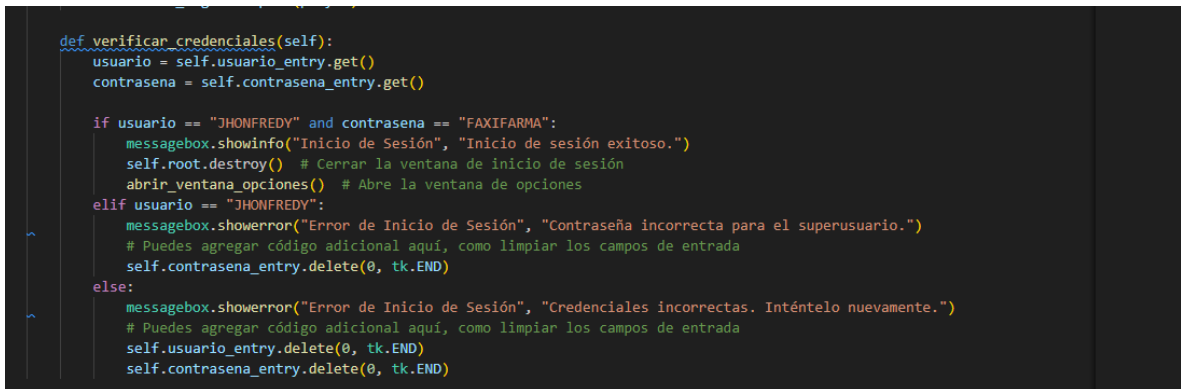 def verificar_credenciales(self):
usuario = self.usuario_entry.get()
contrasena = self.contrasena_entry.get()
if usuario == "JHONFREDY" and contrasena == "FAXIFARMA":
messagebox.showinfo("Inicio de Sesión", "Inicio de sesión exitoso.")
self.root.destroy()  # Cerrar la ventana de inicio de sesión
abrir_ventana_opciones()  # Abre la ventana de opciones
elif usuario == "JHONFREDY":
messagebox.showerror("Error de Inicio de Sesión", "Contraseña incorrecta para el superusuario.")
# Puedes agregar código adicional aquí, como limpiar los campos de entrada
self.contrasena_entry.delete(0, tk.END)
else:
messagebox.showerror("Error de Inicio de Sesión", "Credenciales incorrectas. Inténtelo nuevamente.")
# Puedes agregar código adicional aquí, como limpiar los campos de entrada
self.usuario_entry.delete(0, tk.END)
self.contrasena_entry.delete(0, tk.END)